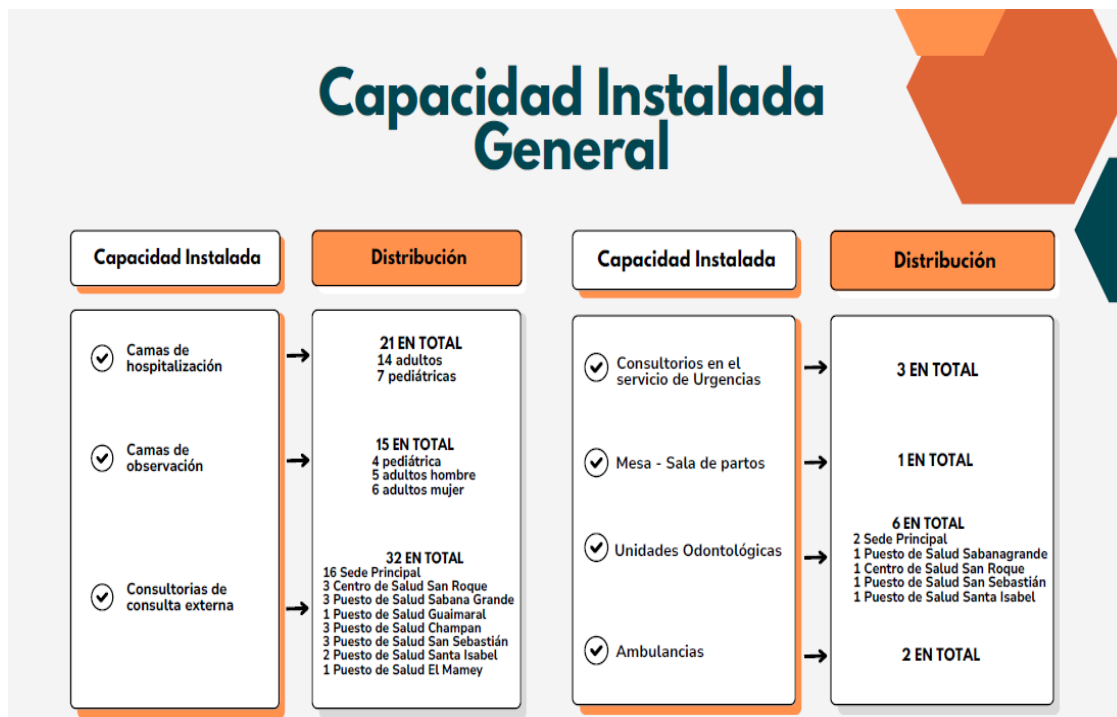 Capacidad Instalada
General
Capacidad Instalada
Distribución
Camas de
hospitalización
21 EN TOTAL
14 adultos
7 pediátricas
Camas de
observación
15 EN TOTAL
4 pediátrica
5 adultos hombre
6 adultos mujer
Consultorias de
consulta externa
32 EN TOTAL
16 Sede Principal
3 Centro de Salud San Roque
3 Puesto de Salud Sabana Grande
1 Puesto de Salud Guaimaral
3 Puesto de Salud Champan
3 Puesto de Salud San Sebastián
2 Puesto de Salud Santa Isabel
1 Puesto de Salud El Mamey
Capacidad Instalada
Distribución
Consultorios en el
servicio de Urgencias
3 EN TOTAL
Mesa - Sala de partos
1 EN TOTAL
Unidades Odontológicas
6 EN TOTAL
2 Sede Principal
1 Puesto de Salud Sabanagrande
1 Centro de Salud San Roque
1 Puesto de Salud San Sebastián
1 Puesto de Salud Santa Isabel
Ambulancias
2 EN TOTAL